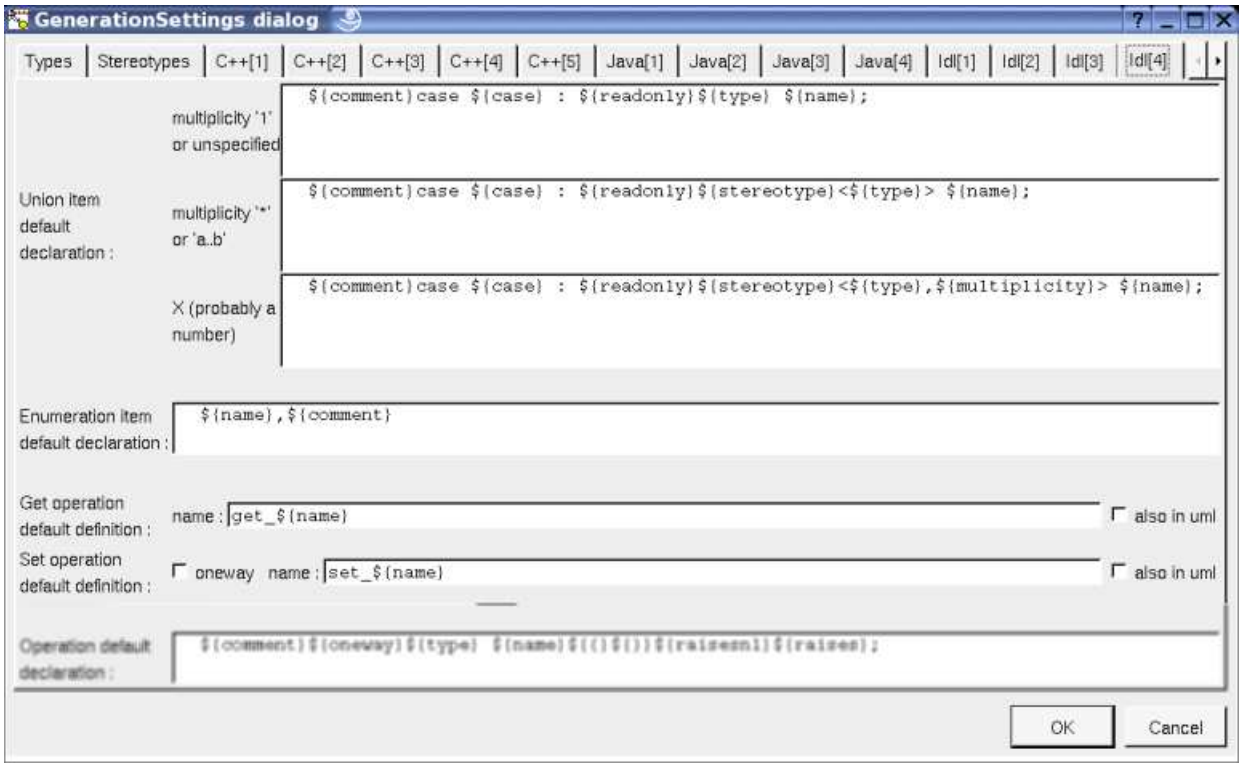 GenerationSettings dialog
Types Stereotypes C++[1] C++[2] C++[3] C++[4] C++[5] Java[1] Java[2] Java[3] Java[4] Idl[1] Idl[2] Idl[3] Idl[4]
Union item
default
declaration :
multiplicity '1'
or unspecified
${comment}case ${case} : ${readonly}${type} ${name};
multiplicity '*'
or 'a..b'
${comment}case ${case} : ${readonly}${stereotype}<${type}> ${name};
X (probably a
number)
${comment}case ${case} : ${readonly}${stereotype}<${type},${multiplicity}> ${name};
Enumeration item
default declaration :
${name},${comment}
Get operation
default definition :
name : get_${name}
also in uml
Set operation
default definition :
oneway name : set_${name}
also in uml
Operation default
declaration :
${comment}${oneway}${type} ${name}${(}${)}${raisesnl}${raises};
OK Cancel